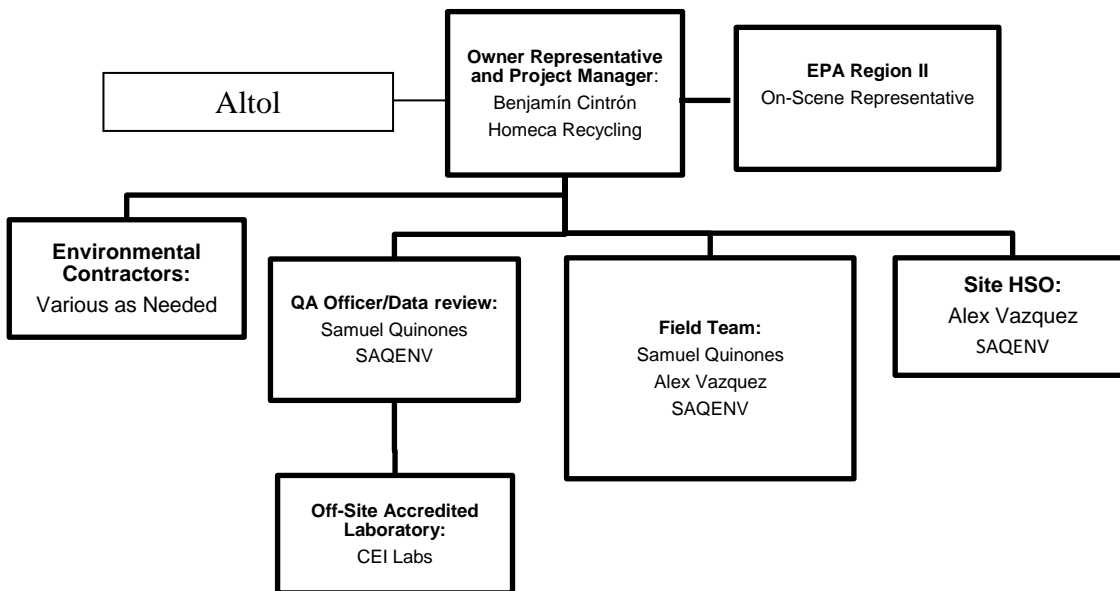 Altol
Owner Representative
and Project Manager:
Benjamín Cintrón
Homeca Recycling
EPA Region II
On-Scene Representative
Environmental
Contractors:
Various as Needed
QA Officer/Data review:
Samuel Quinones
SAQENV
Field Team:
Samuel Quinones
Alex Vazquez
SAQENV
Site HSO:
Alex Vazquez
SAQENV
Off-Site Accredited
Laboratory:
CEI Labs